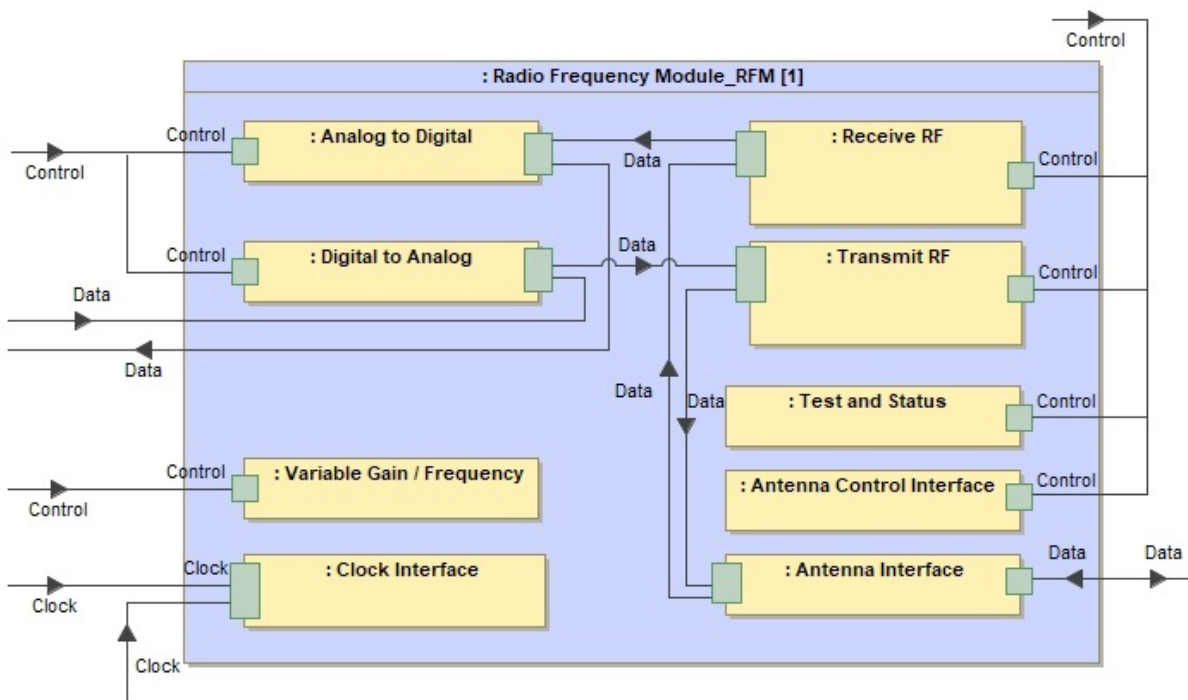 Control
: Radio Frequency Module_RFM [1]
Control
: Analog to Digital
: Receive RF
Data
Control
Control
Control
: Digital to Analog
Data
: Transmit RF
Control
Data
Data
Data
Data
: Test and Status
Control
Control
: Variable Gain / Frequency
: Antenna Control Interface
Control
Control
Clock
: Clock Interface
: Antenna Interface
Data
Data
Clock
Clock